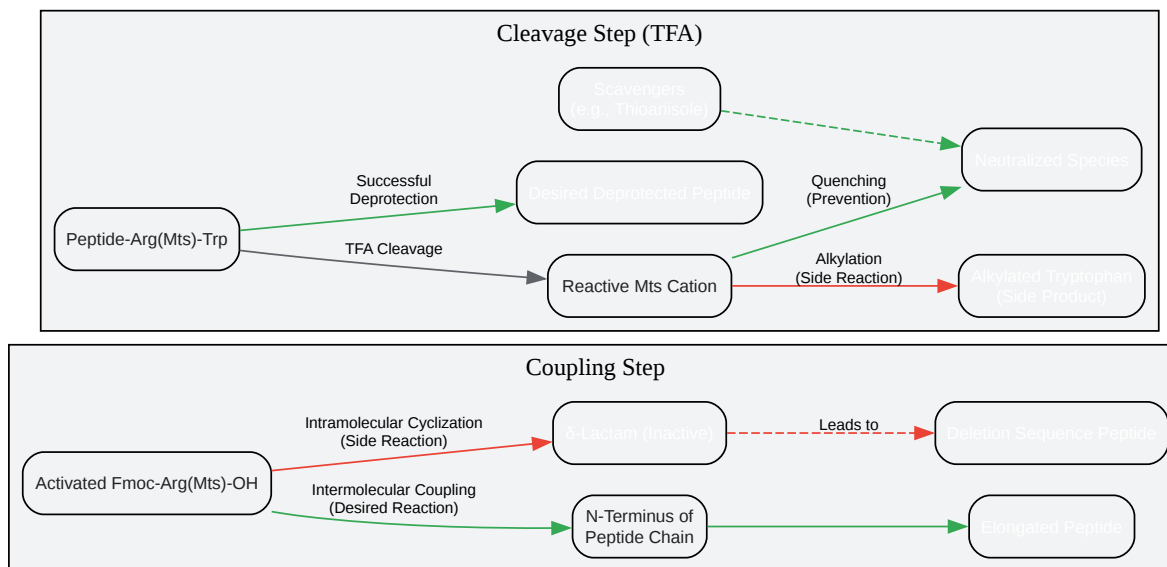 Cleavage Step (TFA)
Scavengers
(e.g., Thioanisole)
Neutralized Species
Successful
Deprotection
Desired Deprotected Peptide
Quenching
(Prevention)
Peptide-Arg(Mts)-Trp
TFA Cleavage
Reactive Mts Cation
Alkylation
(Side Reaction)
Alkylated Tryptophan
(Side Product)
Coupling Step
Intramolecular Cyclization
(Side Reaction)
δ-Lactam (Inactive)
Leads to
Deletion Sequence Peptide
Activated Fmoc-Arg(Mts)-OH
Intermolecular Coupling
(Desired Reaction)
N-Terminus of
Peptide Chain
Elongated Peptide